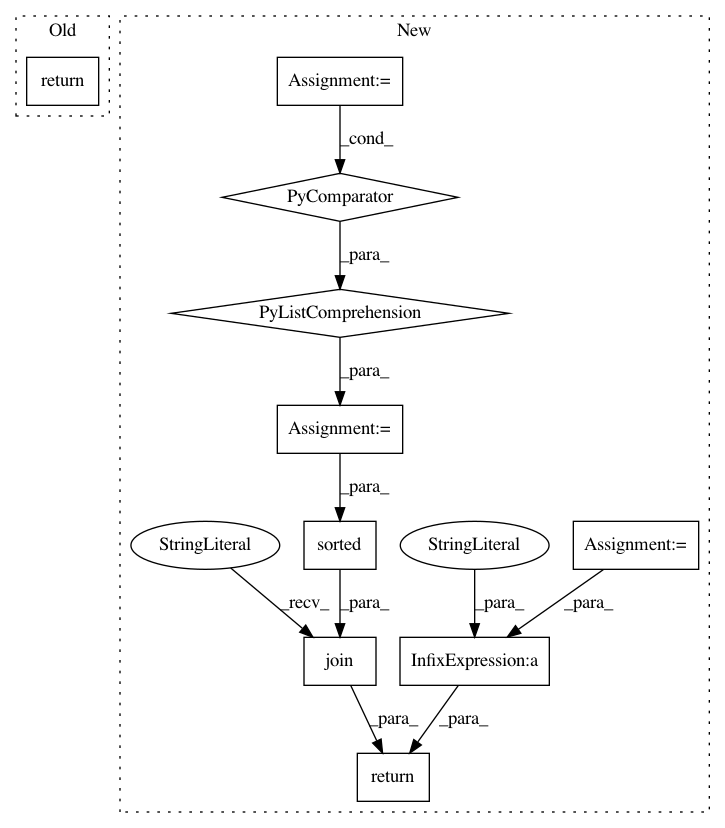 Old
New
return
Assignment:=
_cond_
PyComparator
_para_
PyListComprehension
_para_
Assignment:=
_para_
StringLiteral
sorted
StringLiteral
Assignment:=
_recv_
_para_
_para_
_para_
join
InfixExpression:a
_para_
_para_
return